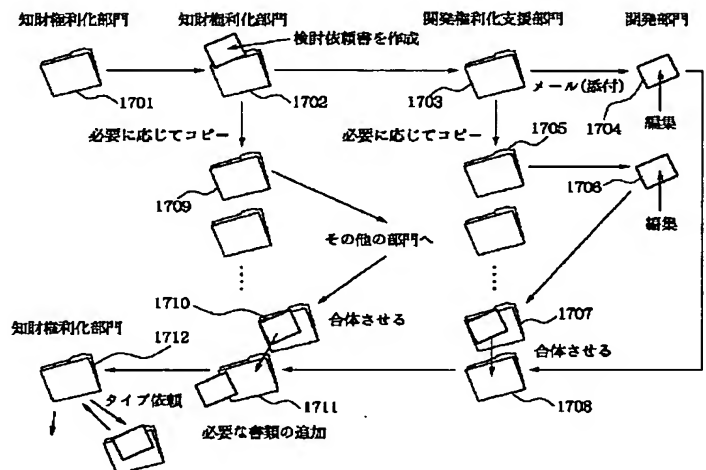 知財権利化部門 知財権利化部門 開発権利化支援部門 開発部門
検討依頼書を作成
1701 1702 1703 メール(添付) 1704
編集
必要に応じてコピー 必要に応じてコピー 1705
1709 1706
編集
その他の部門へ
1710 1707
知財権利化部門 合体させる
1712 合体させる
タイプ依頼 1711 1708
必要な書類の追加